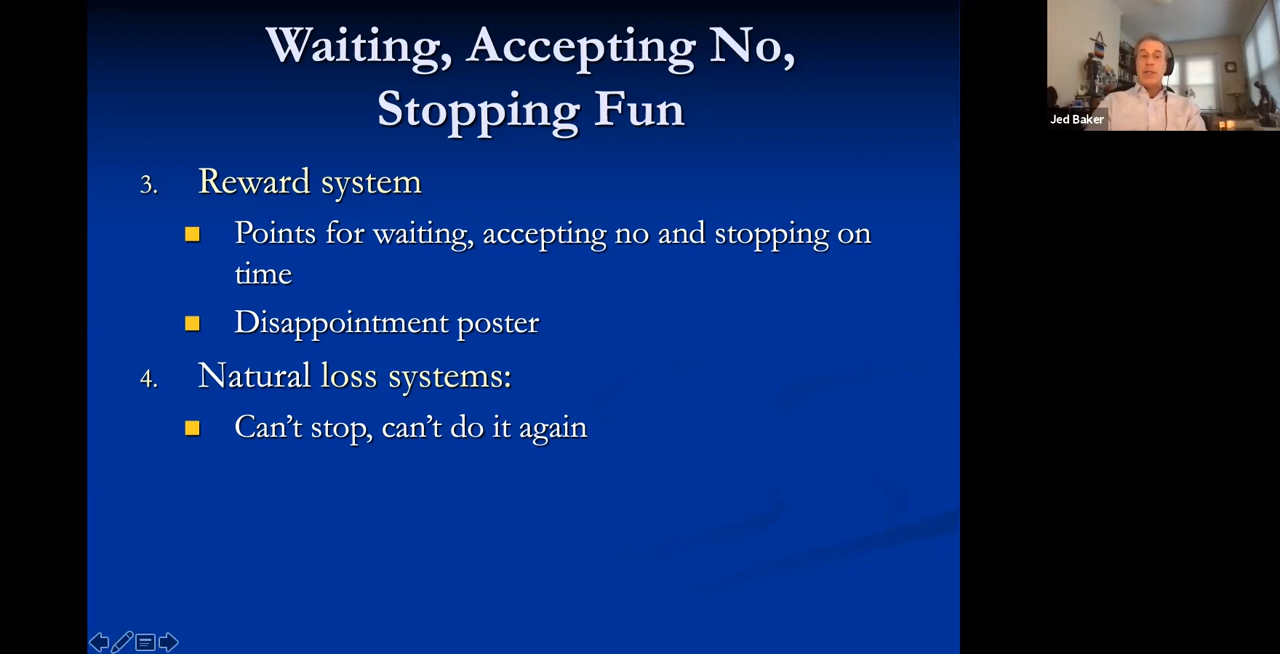 Waiting, Accepting No,
Stopping Fun
3. Reward system
Points for waiting, accepting no and stopping on
time
Disappointment poster
4. Natural loss systems:
Can’t stop, can’t do it again
Jed Baker